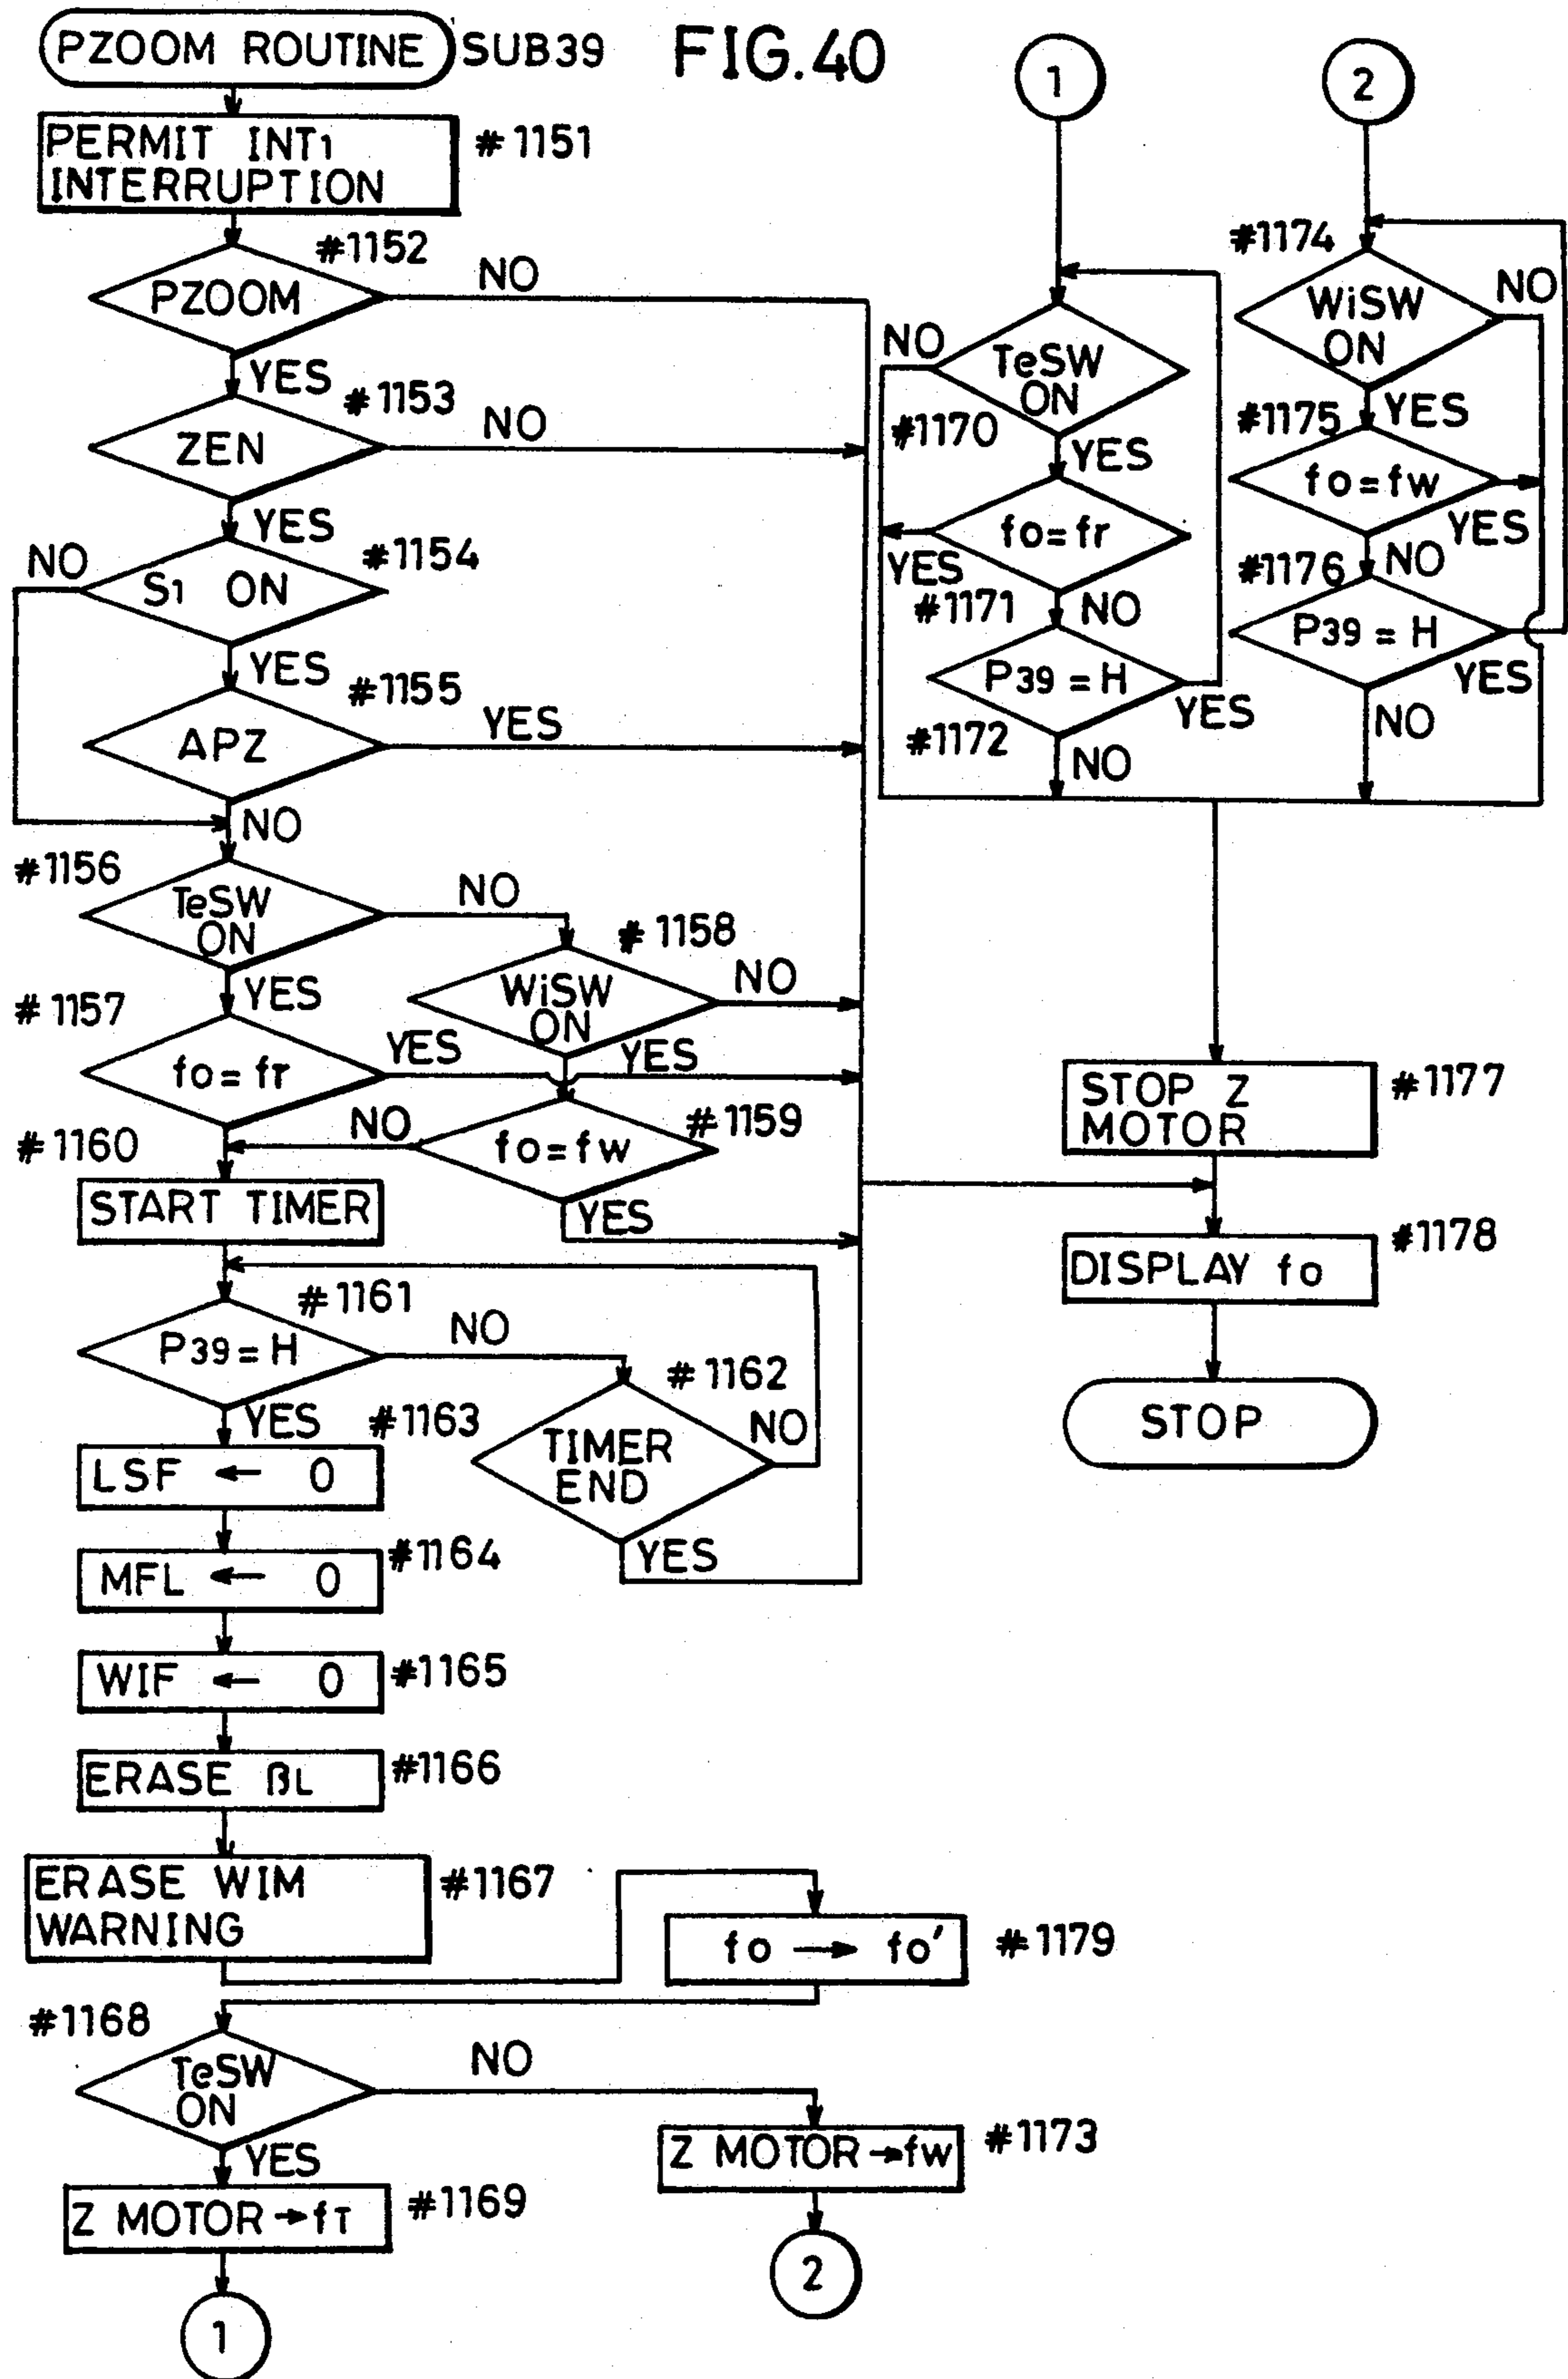 PZOOM ROUTINE SUB39 FIG.40
PERMIT INT1
INTERRUPTION
#1151
#1152
PZOOM
NO
YES
#1153
ZEN
NO
YES
#1154
NO
S1 ON
YES
#1155
APZ
YES
NO
#1156
TeSW
ON
NO
YES
#1158
WiSW
ON
NO
YES
#1157
fo=fr
YES
#1159
fo=fw
NO
YES
#1160
START TIMER
#1161
P39=H
NO
YES
#1162
TIMER
END
NO
YES
#1163
LSF ← 0
#1164
MFL ← 0
#1165
WIF ← 0
#1166
ERASE βL
#1167
ERASE WIM
WARNING
#1179
fo → fo'
#1168
TeSW
ON
NO
YES
#1173
Z MOTOR→fw
2
#1169
Z MOTOR→fT
1
1
NO
TeSW
ON
#1170
YES
fo=fr
YES
#1171
NO
P39=H
YES
#1172
NO
2
#1174
WiSW
ON
NO
YES
#1175
fo=fw
YES
NO
#1176
P39=H
YES
NO
STOP Z
MOTOR
#1177
DISPLAY fo
#1178
STOP